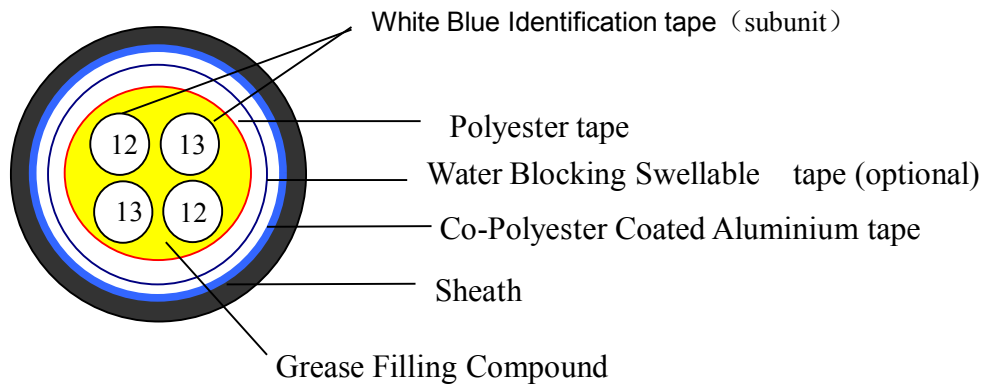 White Blue Identification tape（subunit）
12 13
Polyester tape
Water Blocking Swellable tape (optional)
13 12
Co-Polyester Coated Aluminium tape
Sheath
Grease Filling Compound